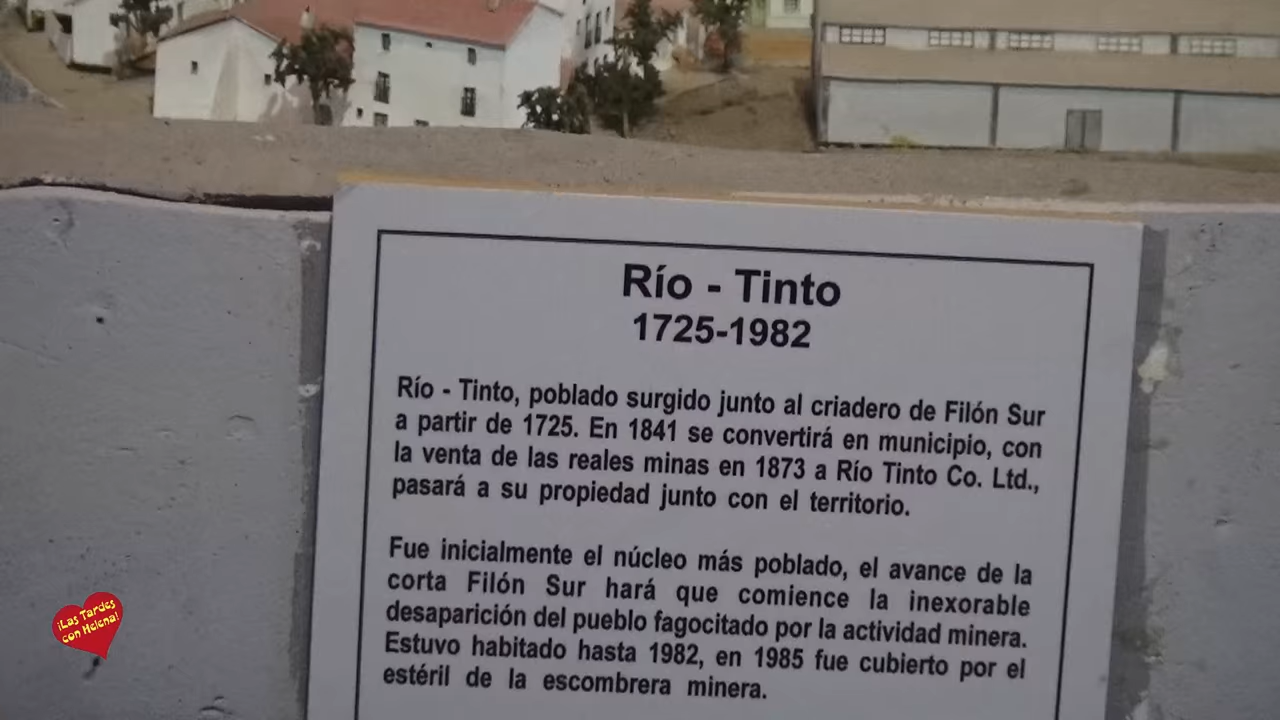 Río - Tinto
1725-1982
Río - Tinto, poblado surgido junto al criadero de Filón Sur
a partir de 1725. En 1841 se convertirá en municipio, con
la venta de las reales minas en 1873 a Río Tinto Co. Ltd.,
pasará a su propiedad junto con el territorio.
Fue inicialmente el núcleo más poblado, el avance de la
corta Filón Sur hará que comience la inexorable
desaparición del pueblo fagocitado por la actividad minera.
Estuvo habitado hasta 1982, en 1985 fue cubierto por el
estéril de la escombrera minera.
¡Las Tardes
con Helena!